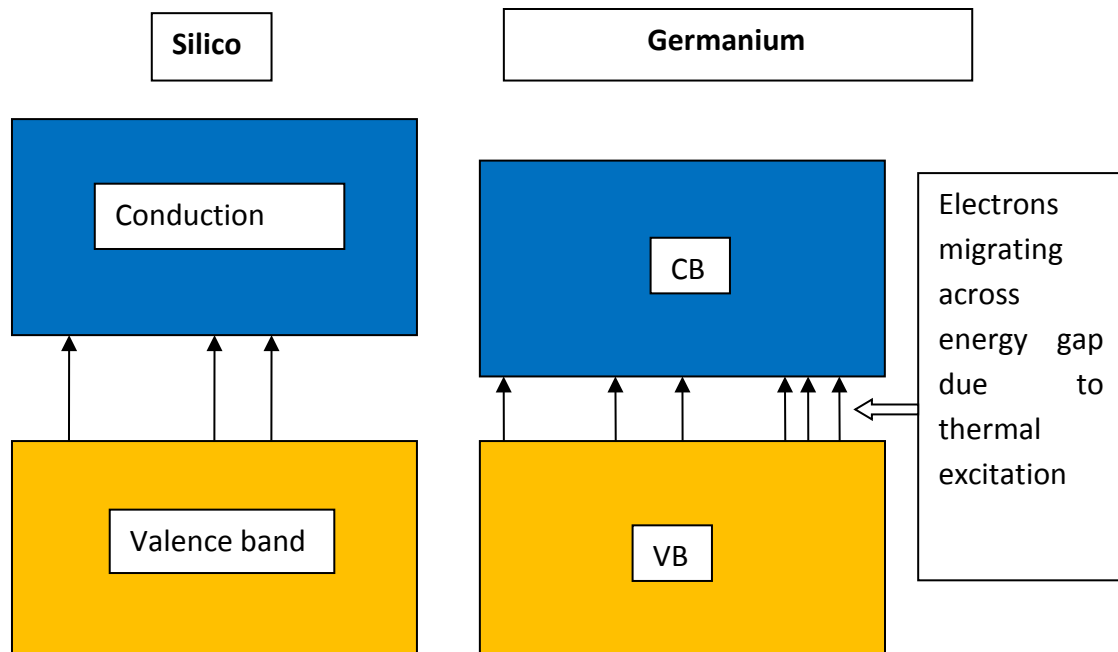 Silico
Germanium
Conduction
CB
Electrons
migrating
across
energy gap
due to
thermal
excitation
Valence band
VB